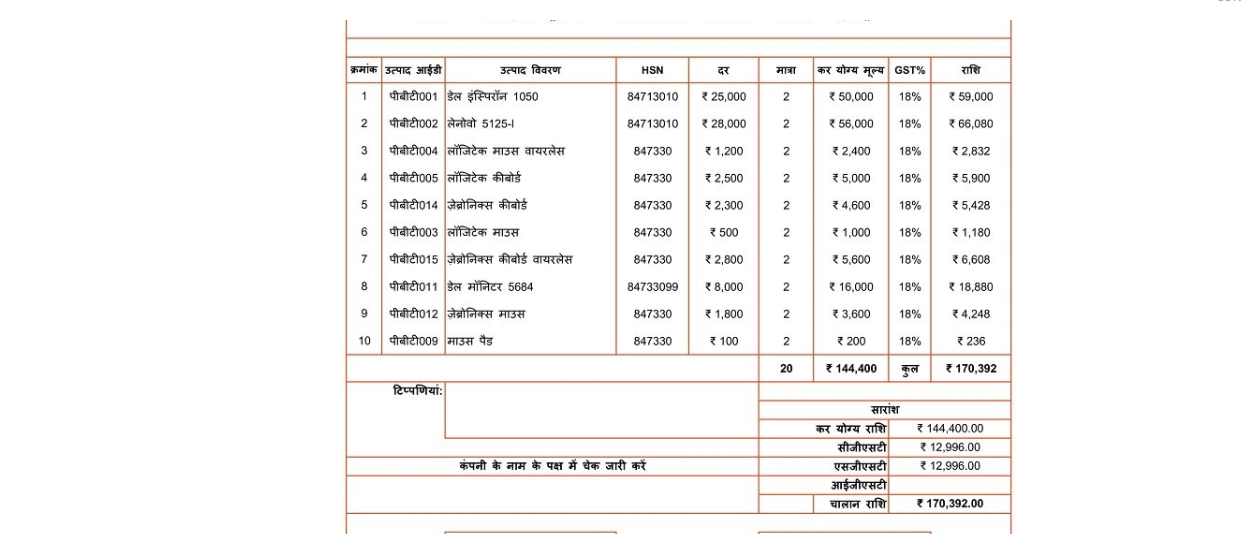 क्रमांक उत्पाद आईडी उत्पाद विवरण HSN दर मात्रा कर योग्य मूल्य GST% राशि
1 पीबीटी001 डेल इंस्पिरॉन 1050 84713010 ₹ 25,000 2 ₹ 50,000 18% ₹ 59,000
2 पीबीटी002 लेनोवो 5125-I 84713010 ₹ 28,000 2 ₹ 56,000 18% ₹ 66,080
3 पीबीटी004 लॉजिटेक माउस वायरलेस 847330 ₹ 1,200 2 ₹ 2,400 18% ₹ 2,832
4 पीबीटी005 लॉजिटेक कीबोर्ड 847330 ₹ 2,500 2 ₹ 5,000 18% ₹ 5,900
5 पीबीटी014 ज़ेब्रोनिक्स कीबोर्ड 847330 ₹ 2,300 2 ₹ 4,600 18% ₹ 5,428
6 पीबीटी003 लॉजिटेक माउस 847330 ₹ 500 2 ₹ 1,000 18% ₹ 1,180
7 पीबीटी015 ज़ेब्रोनिक्स कीबोर्ड वायरलेस 847330 ₹ 2,800 2 ₹ 5,600 18% ₹ 6,608
8 पीबीटी011 डेल मॉनिटर 5684 84733099 ₹ 8,000 2 ₹ 16,000 18% ₹ 18,880
9 पीबीटी012 ज़ेब्रोनिक्स माउस 847330 ₹ 1,800 2 ₹ 3,600 18% ₹ 4,248
10 पीबीटी009 माउस पैड 847330 ₹ 100 2 ₹ 200 18% ₹ 236
20 ₹ 144,400 कुल ₹ 170,392
टिप्पणियां:
सारांश
कर योग्य राशि ₹ 144,400.00
सीजीएसटी ₹ 12,996.00
कंपनी के नाम के पक्ष में चेक जारी करें एसजीएसटी ₹ 12,996.00
आईजीएसटी
चालान राशि ₹ 170,392.00